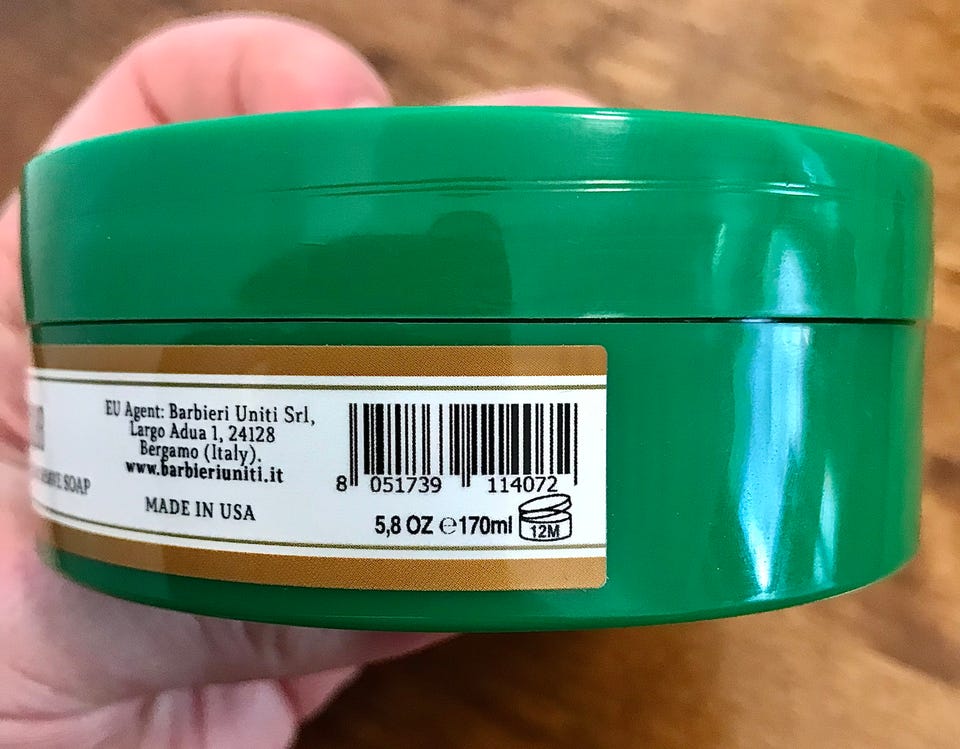 EU Agent: Barbieri Uniti Srl,
Largo Adua 1, 24128
Bergamo (Italy).
www.barbieriuniti.it
MADE IN USA
SOAP
8 051739 114072
5,8 OZ ℮170ml
12M